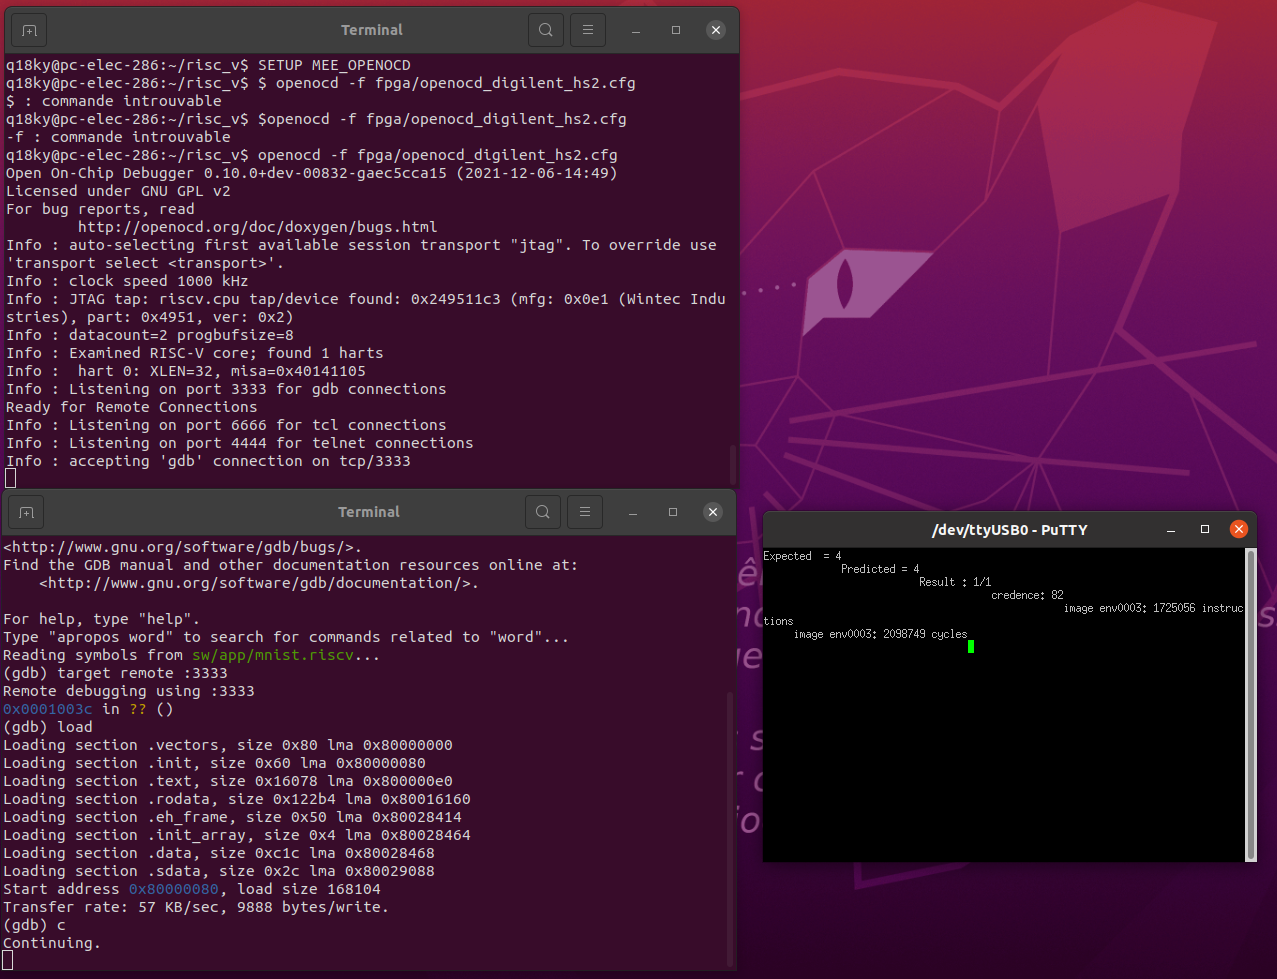 Terminal
q18ky@pc-elec-286:~/risc_v$ SETUP MEE_OPENOCD
q18ky@pc-elec-286:~/risc_v$ $ openocd -f fpga/openocd_digilent_hs2.cfg
$ : commande introuvable
q18ky@pc-elec-286:~/risc_v$ $openocd -f fpga/openocd_digilent_hs2.cfg
-f : commande introuvable
q18ky@pc-elec-286:~/risc_v$ openocd -f fpga/openocd_digilent_hs2.cfg
Open On-Chip Debugger 0.10.0+dev-00832-gaec5cca15 (2021-12-06-14:49)
Licensed under GNU GPL v2
For bug reports, read
        http://openocd.org/doc/doxygen/bugs.html
Info : auto-selecting first available session transport "jtag". To override use
'transport select <transport>'.
Info : clock speed 1000 kHz
Info : JTAG tap: riscv.cpu tap/device found: 0x249511c3 (mfg: 0x0e1 (Wintec Indu
stries), part: 0x4951, ver: 0x2)
Info : datacount=2 progbufsize=8
Info : Examined RISC-V core; found 1 harts
Info :  hart 0: XLEN=32, misa=0x40141105
Info : Listening on port 3333 for gdb connections
Ready for Remote Connections
Info : Listening on port 6666 for tcl connections
Info : Listening on port 4444 for telnet connections
Info : accepting 'gdb' connection on tcp/3333
Terminal
<http://www.gnu.org/software/gdb/bugs/>.
Find the GDB manual and other documentation resources online at:
    <http://www.gnu.org/software/gdb/documentation/>.
For help, type "help".
Type "apropos word" to search for commands related to "word"...
Reading symbols from sw/app/mnist.riscv...
(gdb) target remote :3333
Remote debugging using :3333
0x0001003c in ?? ()
(gdb) load
Loading section .vectors, size 0x80 lma 0x80000000
Loading section .init, size 0x60 lma 0x80000080
Loading section .text, size 0x16078 lma 0x800000e0
Loading section .rodata, size 0x122b4 lma 0x80016160
Loading section .eh_frame, size 0x50 lma 0x80028414
Loading section .init_array, size 0x4 lma 0x80028464
Loading section .data, size 0xc1c lma 0x80028468
Loading section .sdata, size 0x2c lma 0x80029088
Start address 0x80000080, load size 168104
Transfer rate: 57 KB/sec, 9888 bytes/write.
(gdb) c
Continuing.
/dev/ttyUSB0 - PuTTY
Expected  = 4
Predicted = 4
Result : 1/1
credence: 82
image env0003: 1725056 instruc
tions
image env0003: 2098749 cycles